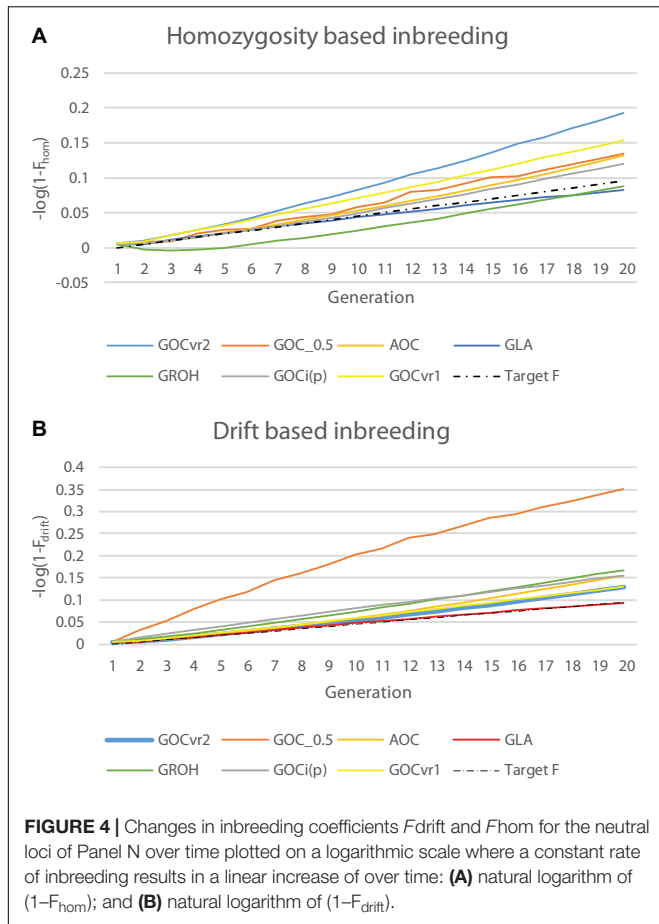 A
Homozygosity based inbreeding
0.25
0.2
0.15
0.1
0.05
0
-0.05
-log(1-Fhom)
1 2 3 4 5 6 7 8 9 10 11 12 13 14 15 16 17 18 19 20
Generation
GOCvr2 GOC_0.5 AOC GLA
GROH GOCi(p) GOCvr1 Target F
B
Drift based inbreeding
0.4
0.35
0.3
0.25
0.2
0.15
0.1
0.05
0
-log(1-Fdrift)
1 2 3 4 5 6 7 8 9 10 11 12 13 14 15 16 17 18 19 20
Generation
GOCvr2 GOC_0.5 AOC GLA
GROH GOCi(p) GOCvr1 Target F
FIGURE 4 | Changes in inbreeding coefficients Fdrift and Fhom for the neutral
loci of Panel N over time plotted on a logarithmic scale where a constant rate
of inbreeding results in a linear increase of over time: (A) natural logarithm of
(1–Fhom); and (B) natural logarithm of (1–Fdrift).